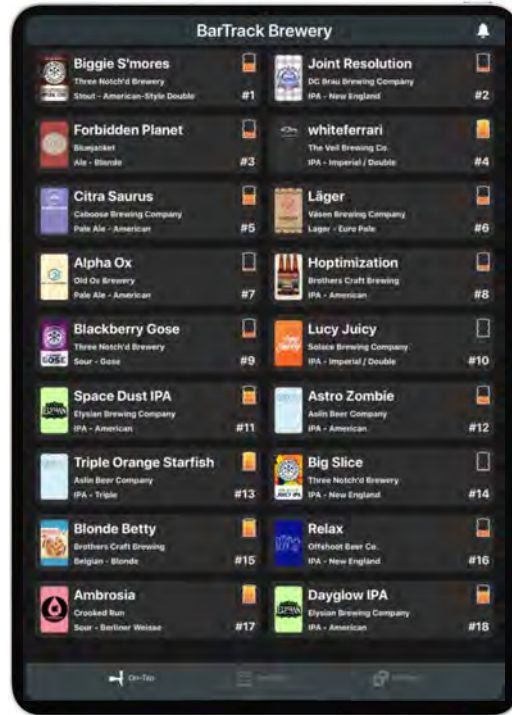 BarTrack Brewery
Biggie S'mores
Three Notch'd Brewery
Stout - American-Style Double
#1
Joint Resolution
DC Brau Brewing Company
IPA - New England
#2
Forbidden Planet
Bluejacket
Ale - Blonde
#3
whiteferrari
The Veil Brewing Co.
IPA - Imperial / Double
#4
Citra Saurus
Caboose Brewing Company
Pale Ale - American
#5
Läger
Väsen Brewing Company
Lager - Euro Pale
#6
Alpha Ox
Old Ox Brewery
Pale Ale - American
#7
Hoptimization
Brothers Craft Brewing
IPA - American
#8
Blackberry Gose
Three Notch'd Brewery
Sour - Gose
#9
GOSE
Lucy Juicy
Solace Brewing Company
IPA - Imperial / Double
#10
Space Dust IPA
Elysian Brewing Company
IPA - American
#11
Astro Zombie
Aslin Beer Company
IPA - American
#12
Triple Orange Starfish
Aslin Beer Company
IPA - Triple
#13
Big Slice
Three Notch'd Brewery
IPA - New England
#14
JUICY IPA
Blonde Betty
Brothers Craft Brewing
Belgian - Blonde
#15
Relax
Offshoot Beer Co.
IPA - New England
#16
Ambrosia
Crooked Run
Sour - Berliner Weisse
#17
Dayglow IPA
Elysian Brewing Company
IPA - American
#18
On-Tap